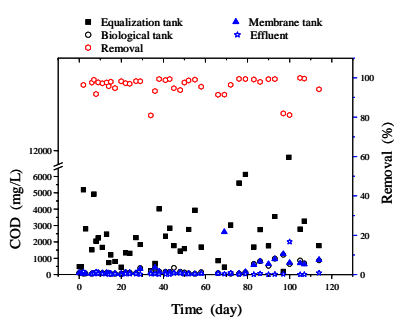 Equalization tank
Membrane tank
Biological tank
Effluent
Removal
COD (mg/L)
12000
6000
5000
4000
3000
2000
1000
0
0 20 40 60 80 100 120
Time (day)
100
80
60
40
20
0
Removal (%)